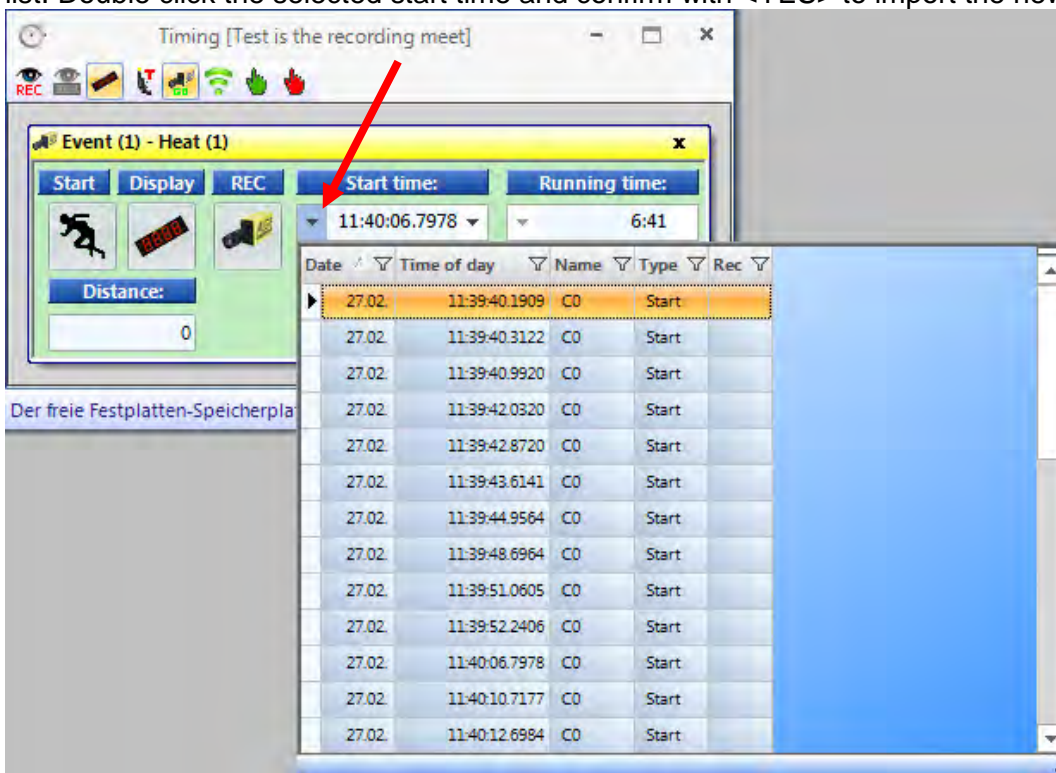 list. Double click the selected start time and confirm with <YES> to import the new
Timing [Test is the recording meet]
REC
Event (1) - Heat (1)
x
Start Display REC Start time: Running time:
11:40:06.7978 6:41
Distance:
0
Der freie Festplatten-Speicherpla
Date Time of day Name Type Rec
27.02. 11:39:40.1909 C0 Start
27.02. 11:39:40.3122 C0 Start
27.02. 11:39:40.9920 C0 Start
27.02. 11:39:42.0320 C0 Start
27.02. 11:39:42.8720 C0 Start
27.02. 11:39:43.6141 C0 Start
27.02. 11:39:44.9564 C0 Start
27.02. 11:39:48.6964 C0 Start
27.02. 11:39:51.0605 C0 Start
27.02. 11:39:52.2406 C0 Start
27.02. 11:40:06.7978 C0 Start
27.02. 11:40:10.7177 C0 Start
27.02. 11:40:12.6984 C0 Start